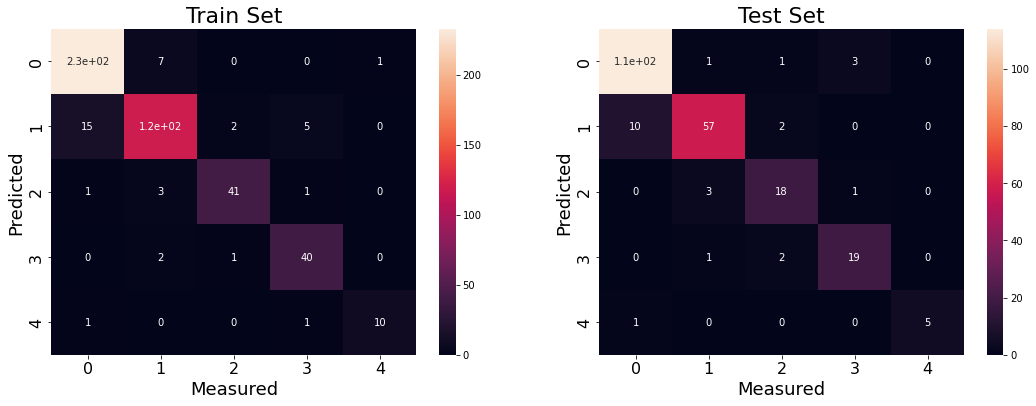 Train Set
Predicted
0
2.3e+02 7 0 0 1
1
15 1.2e+02 2 5 0
2
1 3 41 1 0
3
0 2 1 40 0
4
1 0 0 1 10
0 1 2 3 4
Measured
200
150
100
50
0
Test Set
Predicted
0
1.1e+02 1 1 3 0
1
10 57 2 0 0
2
0 3 18 1 0
3
0 1 2 19 0
4
1 0 0 0 5
0 1 2 3 4
Measured
100
80
60
40
20
0